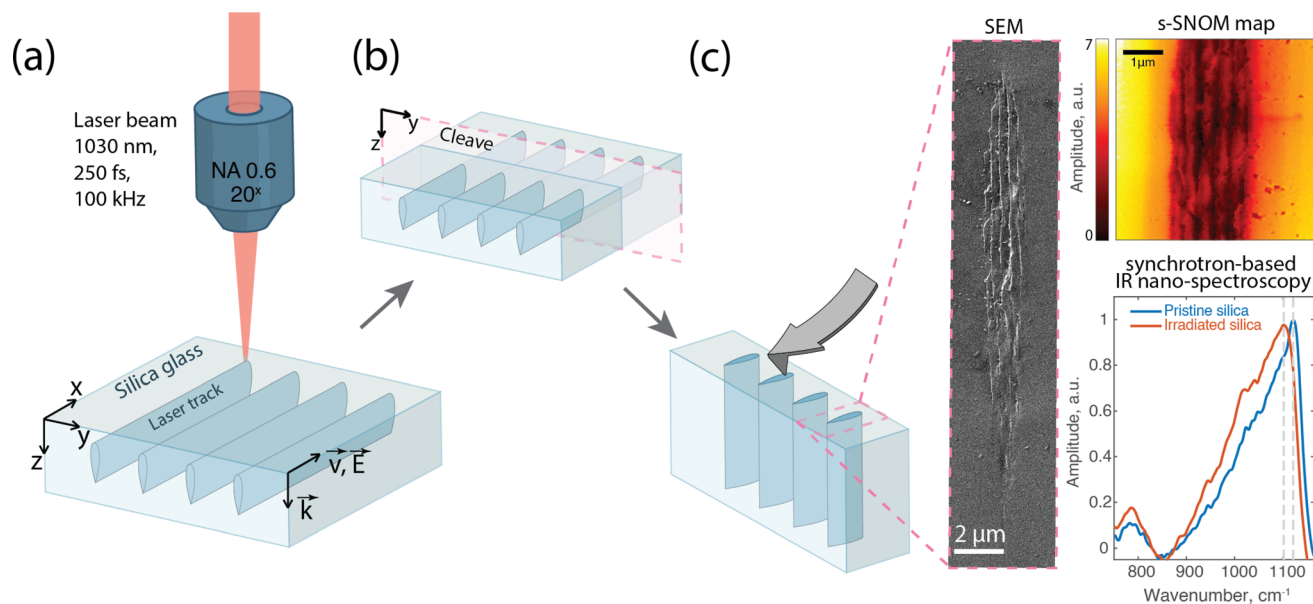 (a)
Laser beam
1030 nm,
250 fs,
100 kHz
NA 0.6
20ˣ
Silica glass
Laser track
x
y
z
v, E
k
(b)
y
z
Cleave
(c)
SEM
2 μm
s-SNOM map
7
Amplitude, a.u.
0
1μm
synchrotron-based
IR nano-spectroscopy
Pristine silica
Irradiated silica
1
0.8
0.6
0.4
0.2
0
Amplitude, a.u.
800 900 1000 1100
Wavenumber, cm⁻¹